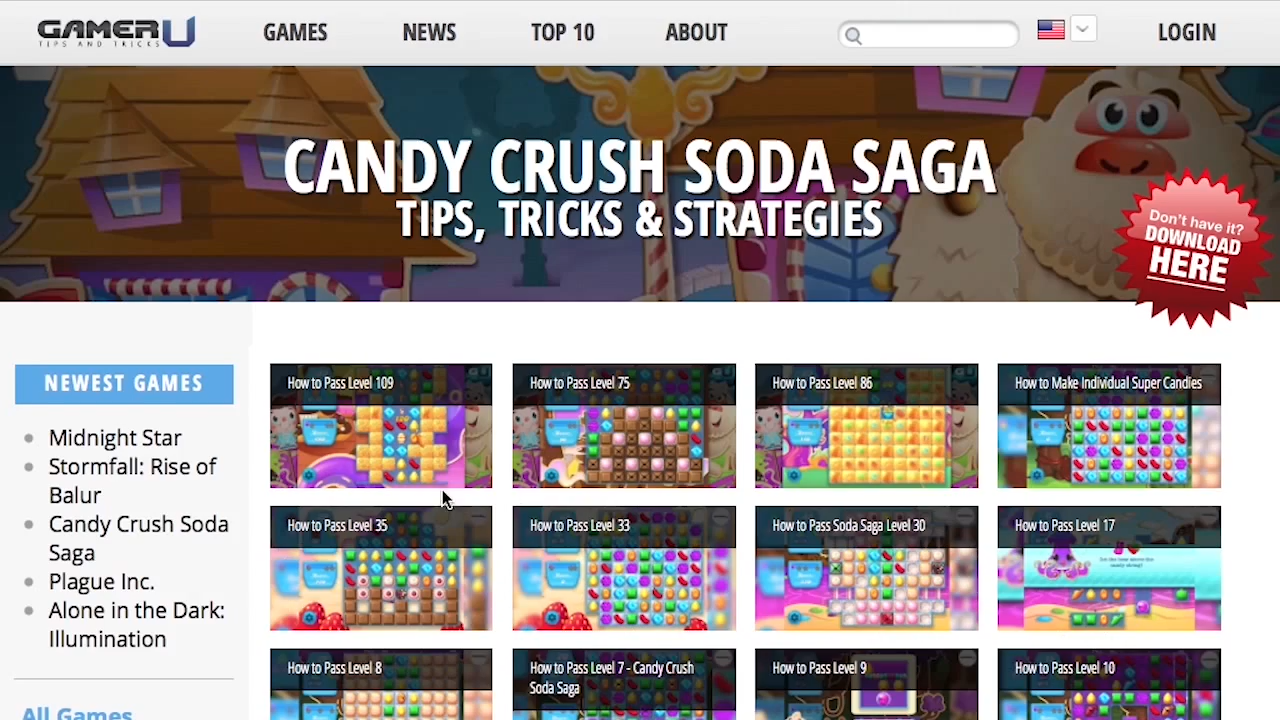 GAMER U
TIPS AND TRICKS
GAMES
NEWS
TOP 10
ABOUT
LOGIN
CANDY CRUSH SODA SAGA
TIPS, TRICKS & STRATEGIES
Don't have it?
DOWNLOAD
HERE
NEWEST GAMES
Midnight Star
Stormfall: Rise of
Balur
Candy Crush Soda
Saga
Plague Inc.
Alone in the Dark:
Illumination
All Games
How to Pass Level 109
How to Pass Level 75
How to Pass Level 86
How to Make Individual Super Candies
How to Pass Level 35
How to Pass Level 33
How to Pass Soda Saga Level 30
How to Pass Level 17
How to Pass Level 8
How to Pass Level 7 - Candy Crush
Soda Saga
How to Pass Level 9
How to Pass Level 10